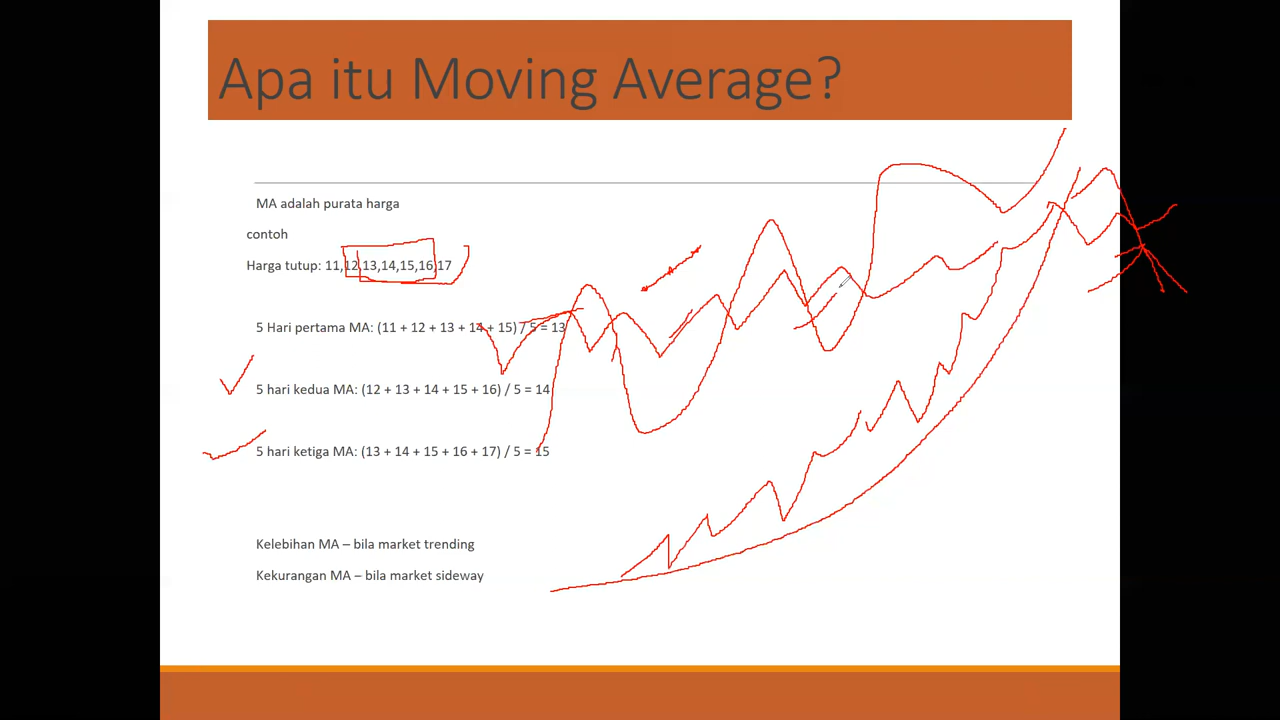 Apa itu Moving Average?
MA adalah purata harga
contoh
Harga tutup: 11,12,13,14,15,16,17
5 Hari pertama MA: (11 + 12 + 13 + 14 + 15) / 5 = 13
5 hari kedua MA: (12 + 13 + 14 + 15 + 16) / 5 = 14
5 hari ketiga MA: (13 + 14 + 15 + 16 + 17) / 5 = 15
Kelebihan MA – bila market trending
Kekurangan MA – bila market sideway